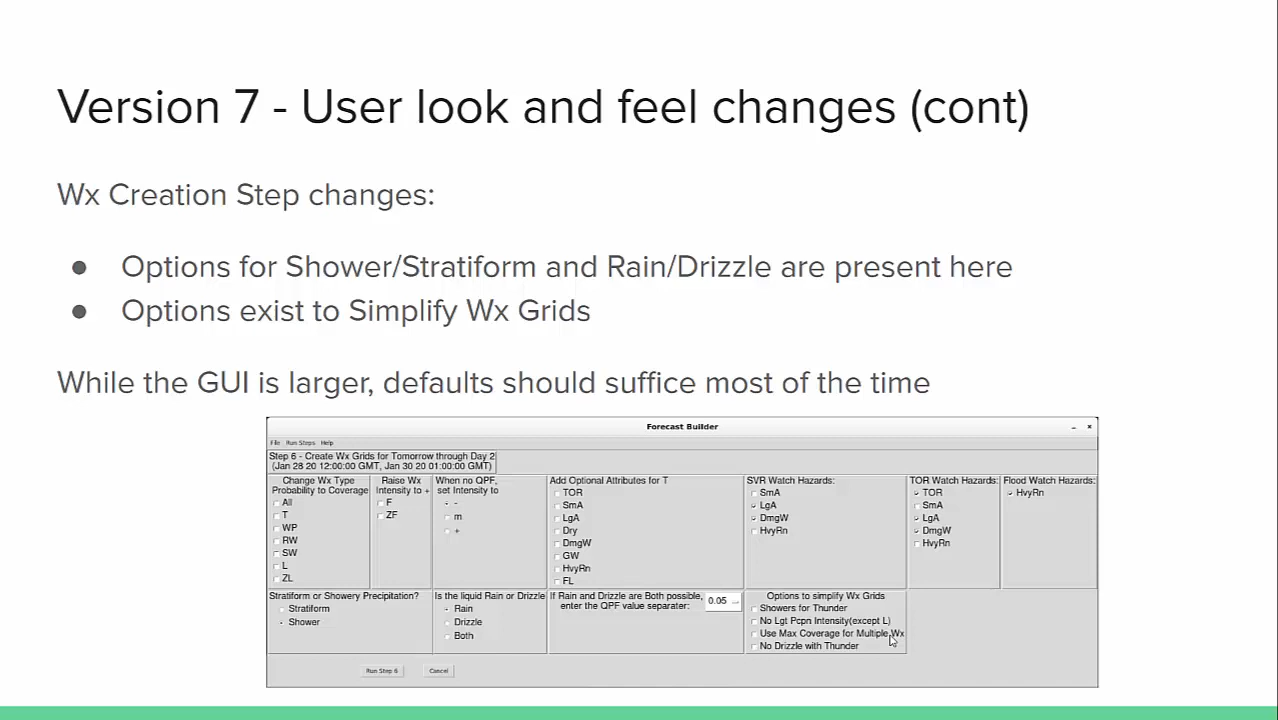 Version 7 - User look and feel changes (cont)
Wx Creation Step changes:
● Options for Shower/Stratiform and Rain/Drizzle are present here
● Options exist to Simplify Wx Grids
While the GUI is larger, defaults should suffice most of the time
Forecast Builder
File Run Steps Help
Step 6 - Create Wx Grids for Tomorrow through Day 2
(Jan 28 20 12:00:00 GMT, Jan 30 20 01:00:00 GMT)
Change Wx Type
Probability to Coverage
All
T
WP
RW
SW
L
ZL
Raise Wx
Intensity to +
F
ZF
When no QPF,
set Intensity to
-
m
+
Add Optional Attributes for T
TOR
SmA
LgA
Dry
DmgW
GW
HvyRn
FL
SVR Watch Hazards:
SmA
LgA
DmgW
HvyRn
TOR Watch Hazards:
TOR
SmA
LgA
DmgW
HvyRn
Flood Watch Hazards:
HvyRn
Stratiform or Showery Precipitation?
Stratiform
Shower
Is the liquid Rain or Drizzle
Rain
Drizzle
Both
If Rain and Drizzle are Both possible,
enter the QPF value separater:
0.05
Options to simplify Wx Grids
Showers for Thunder
No Lgt Pcpn Intensity(except L)
Use Max Coverage for Multiple Wx
No Drizzle with Thunder
Run Step 6
Cancel